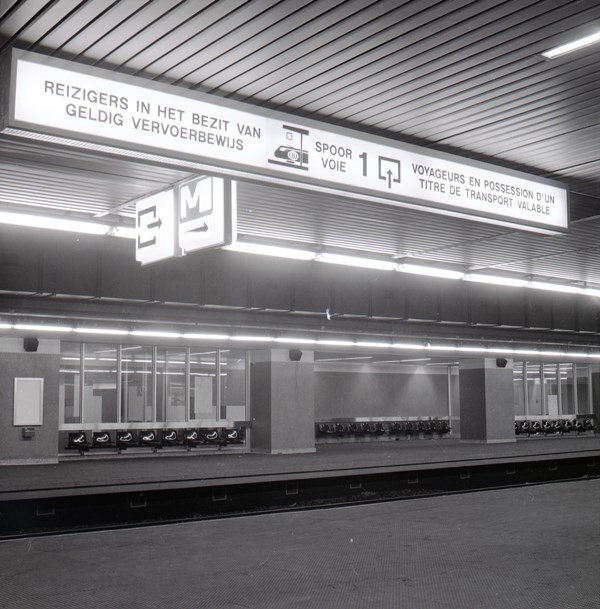 REIZIGERS IN HET BEZIT VAN
GELDIG VERVOERBEWIJS
SPOOR
VOIE
1
VOYAGEURS EN POSSESSION D'UN
TITRE DE TRANSPORT VALABLE
M